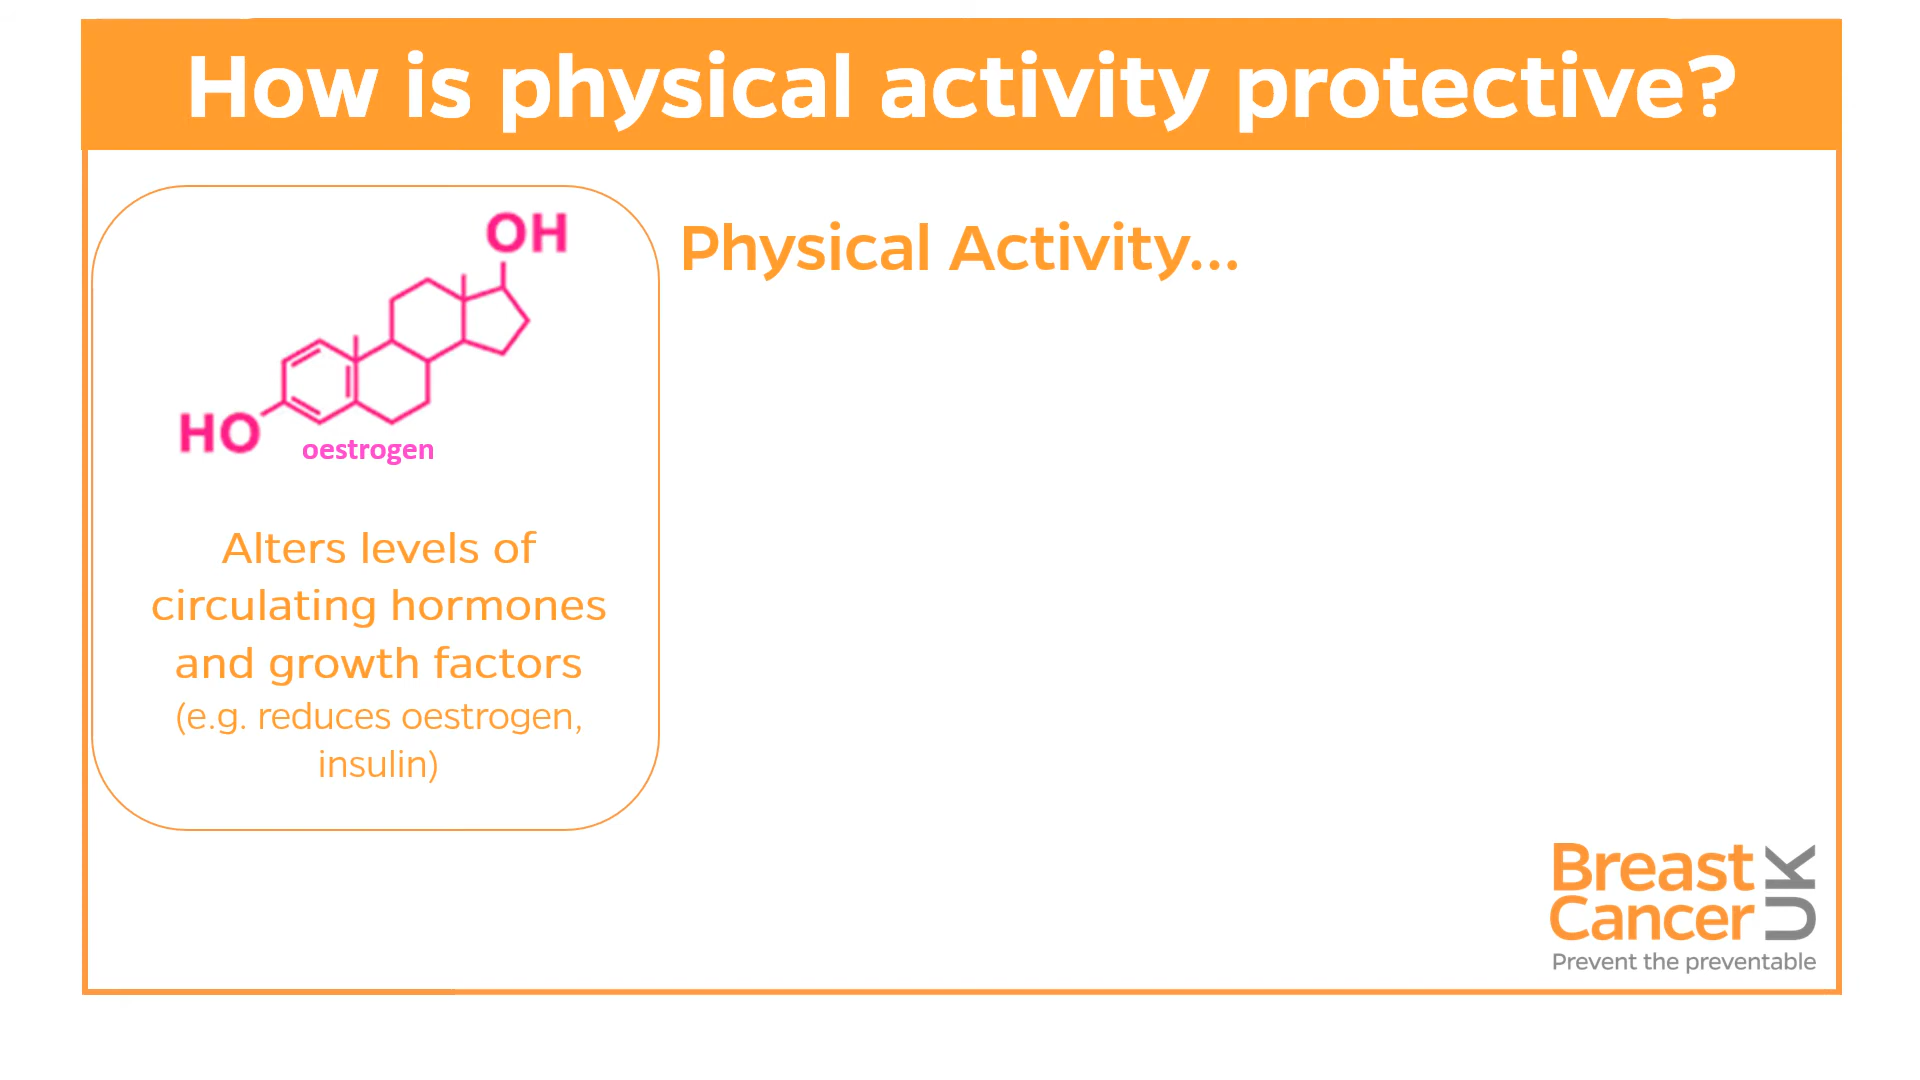 How is physical activity protective?
Physical Activity...
OH
HO
oestrogen
Alters levels of
circulating hormones
and growth factors
(e.g. reduces oestrogen,
insulin)
Breast
Cancer
UK
Prevent the preventable